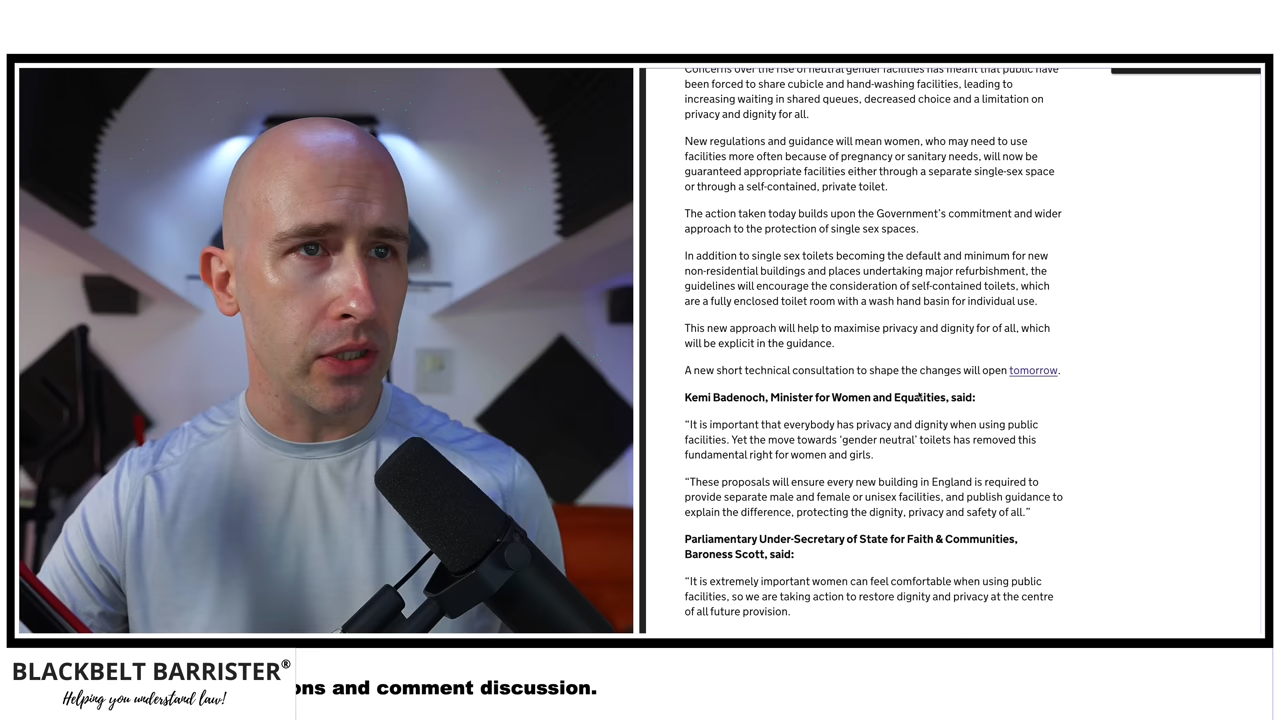 Concerns over the rise of neutral gender facilities has meant that public have
been forced to share cubicle and hand-washing facilities, leading to
increasing waiting in shared queues, decreased choice and a limitation on
privacy and dignity for all.
New regulations and guidance will mean women, who may need to use
facilities more often because of pregnancy or sanitary needs, will now be
guaranteed appropriate facilities either through a separate single-sex space
or through a self-contained, private toilet.
The action taken today builds upon the Government's commitment and wider
approach to the protection of single sex spaces.
In addition to single sex toilets becoming the default and minimum for new
non-residential buildings and places undertaking major refurbishment, the
guidelines will encourage the consideration of self-contained toilets, which
are a fully enclosed toilet room with a wash hand basin for individual use.
This new approach will help to maximise privacy and dignity for of all, which
will be explicit in the guidance.
A new short technical consultation to shape the changes will open tomorrow.
Kemi Badenoch, Minister for Women and Equalities, said:
“It is important that everybody has privacy and dignity when using public
facilities. Yet the move towards ‘gender neutral’ toilets has removed this
fundamental right for women and girls.
“These proposals will ensure every new building in England is required to
provide separate male and female or unisex facilities, and publish guidance to
explain the difference, protecting the dignity, privacy and safety of all.”
Parliamentary Under-Secretary of State for Faith & Communities,
Baroness Scott, said:
“It is extremely important women can feel comfortable when using public
facilities, so we are taking action to restore dignity and privacy at the centre
of all future provision.
BLACKBELT BARRISTER®
Helping you understand law!
ons and comment discussion.